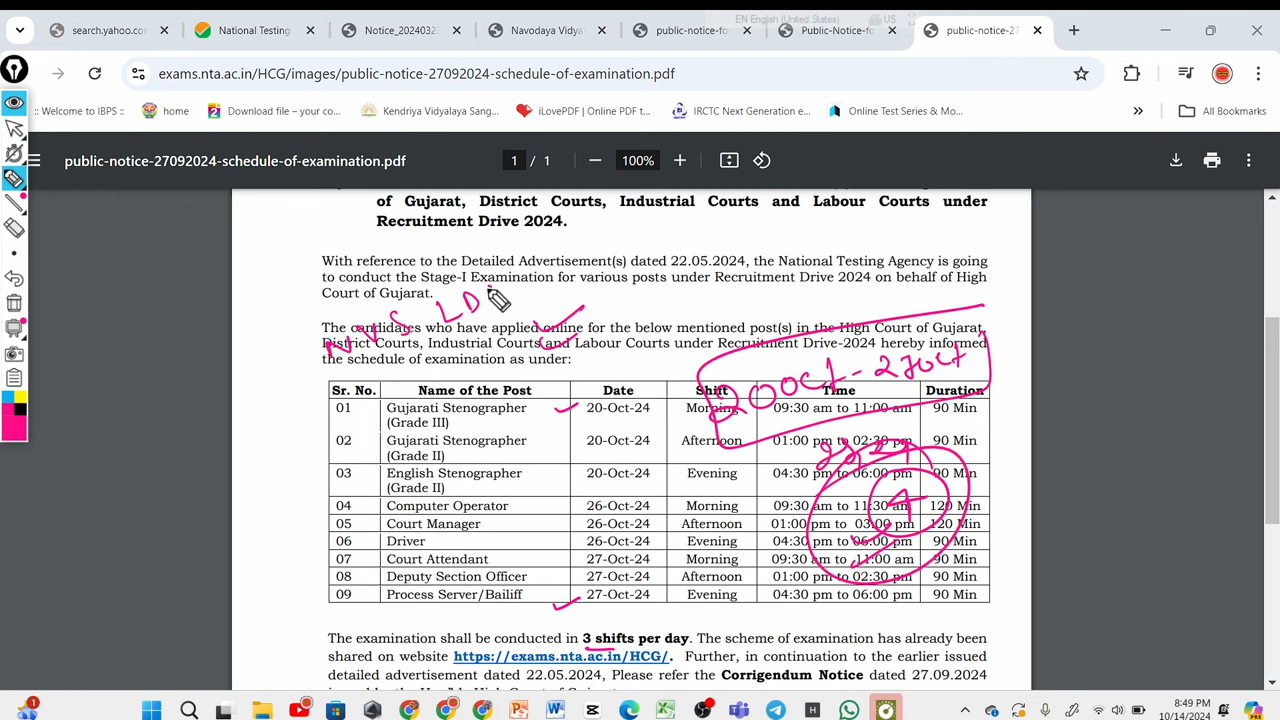 EN English (United States) US
search.yahoo.co
National Testing
Notice_2024032
Navodaya Vidya
public-notice-fo
Public-Notice-fo
public-notice-27
exams.nta.ac.in/HCG/images/public-notice-27092024-schedule-of-examination.pdf
:: Welcome to IBPS ::
home
Download file – your co...
Kendriya Vidyalaya Sang...
iLovePDF | Online PDF t...
IRCTC Next Generation e...
Online Test Series & Mo...
All Bookmarks
public-notice-27092024-schedule-of-examination.pdf
1 / 1
100%
of Gujarat, District Courts, Industrial Courts and Labour Courts under
Recruitment Drive 2024.
With reference to the Detailed Advertisement(s) dated 22.05.2024, the National Testing Agency is going
to conduct the Stage-I Examination for various posts under Recruitment Drive 2024 on behalf of High
Court of Gujarat.
NVS LD
The candidates who have applied online for the below mentioned post(s) in the High Court of Gujarat,
District Courts, Industrial Courts and Labour Courts under Recruitment Drive-2024 hereby informed
the schedule of examination as under:
20 Oct - 27 Oct
Sr. No. Name of the Post Date Shift Time Duration
01 Gujarati Stenographer (Grade III) 20-Oct-24 Morning 09:30 am to 11:00 am 90 Min
02 Gujarati Stenographer (Grade II) 20-Oct-24 Afternoon 01:00 pm to 02:30 pm 90 Min
03 English Stenographer (Grade II) 20-Oct-24 Evening 04:30 pm to 06:00 pm 90 Min
4
04 Computer Operator 26-Oct-24 Morning 09:30 am to 11:30 am 120 Min
05 Court Manager 26-Oct-24 Afternoon 01:00 pm to 03:00 pm 120 Min
06 Driver 26-Oct-24 Evening 04:30 pm to 06:00 pm 90 Min
07 Court Attendant 27-Oct-24 Morning 09:30 am to 11:00 am 90 Min
08 Deputy Section Officer 27-Oct-24 Afternoon 01:00 pm to 02:30 pm 90 Min
09 Process Server/Bailiff 27-Oct-24 Evening 04:30 pm to 06:00 pm 90 Min
The examination shall be conducted in 3 shifts per day. The scheme of examination has already been
shared on website https://exams.nta.ac.in/HCG/. Further, in continuation to the earlier issued
detailed advertisement dated 22.05.2024, Please refer the Corrigendum Notice dated 27.09.2024
8:49 PM
10/14/2024